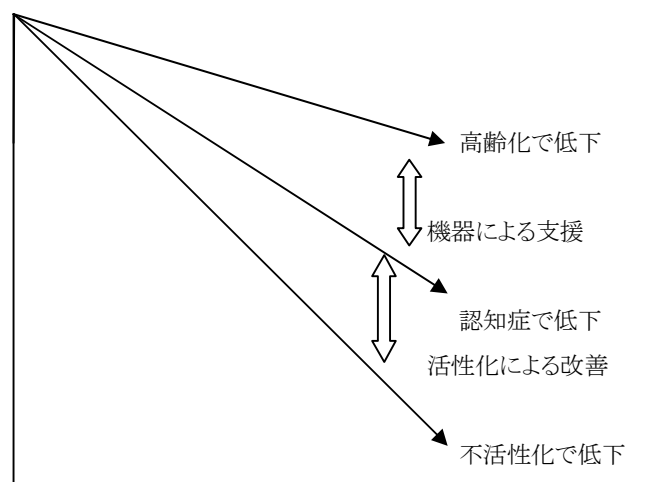 高齢化で低下
機器による支援
認知症で低下
活性化による改善
不活性化で低下